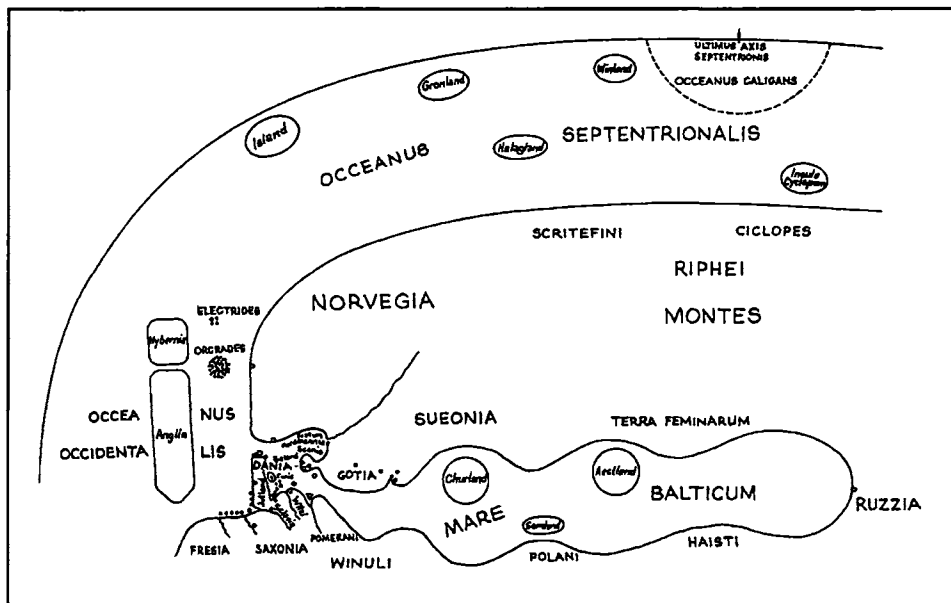 ULTIMUS AXIS
SEPTENTRIONIS
OCCEANUS CALIGANS
Winland
Gronland
Island
OCCEANUS
SEPTENTRIONALIS
Halagland
Insula
Cyclopum
SCRITEFINI
CICLOPES
RIPHEI
MONTES
NORVEGIA
ELECTRIDES
Hybernia
ORCRADES
OCCEA
NUS
OCCIDENTA
LIS
Anglia
SUEONIA
TERRA FEMINARUM
DANIA
GOTIA
Churland
Aestland
BALTICUM
MARE
RUZZIA
Samland
FRESIA
SAXONIA
POMERANI
WINULI
POLANI
HAISTI